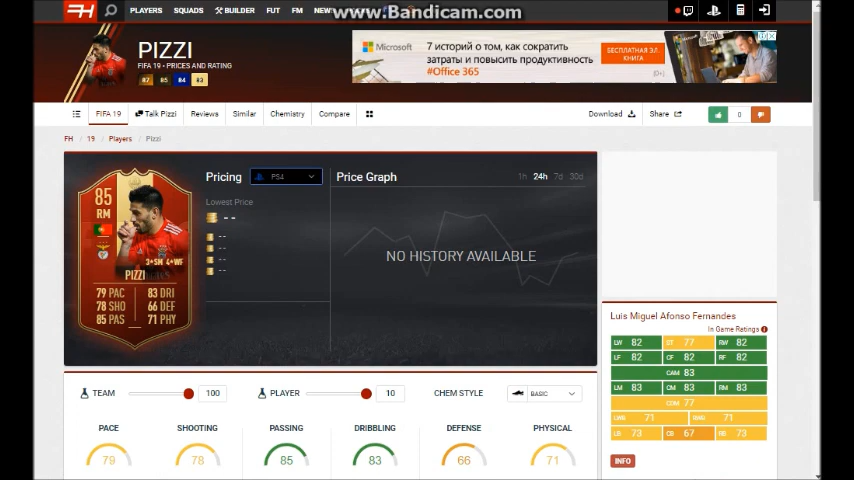 FH PLAYERS SQUADS BUILDER FUT FM
www.Bandicam.com
PIZZI
FIFA 19 • PRICES AND RATING
87 85 84 83
Microsoft
7 историй о том, как сократить
затраты и повысить продуктивность
#Office 365
БЕСПЛАТНАЯ ЭЛ.
КНИГА
(0+)
FIFA 19 Talk Pizzi Reviews Similar Chemistry Compare
Download Share 0
FH / 19 / Players / Pizzi
85
RM
3*SM 4*WF
PIZZI
79 PAC 83 DRI
78 SHO 66 DEF
85 PAS 71 PHY
Pricing PS4
Lowest Price
- -
--
--
--
--
Price Graph 1h 24h 7d 30d
NO HISTORY AVAILABLE
Luis Miguel Afonso Fernandes
In Game Ratings
LW 82 ST 77 RW 82
LF 82 CF 82 RF 82
CAM 83
LM 83 CM 83 RM 83
CDM 77
LWB 71 RWB 71
LB 73 CB 67 RB 73
INFO
TEAM 100 PLAYER 10 CHEM STYLE BASIC
PACE SHOOTING PASSING DRIBBLING DEFENSE PHYSICAL
79 78 85 83 66 71